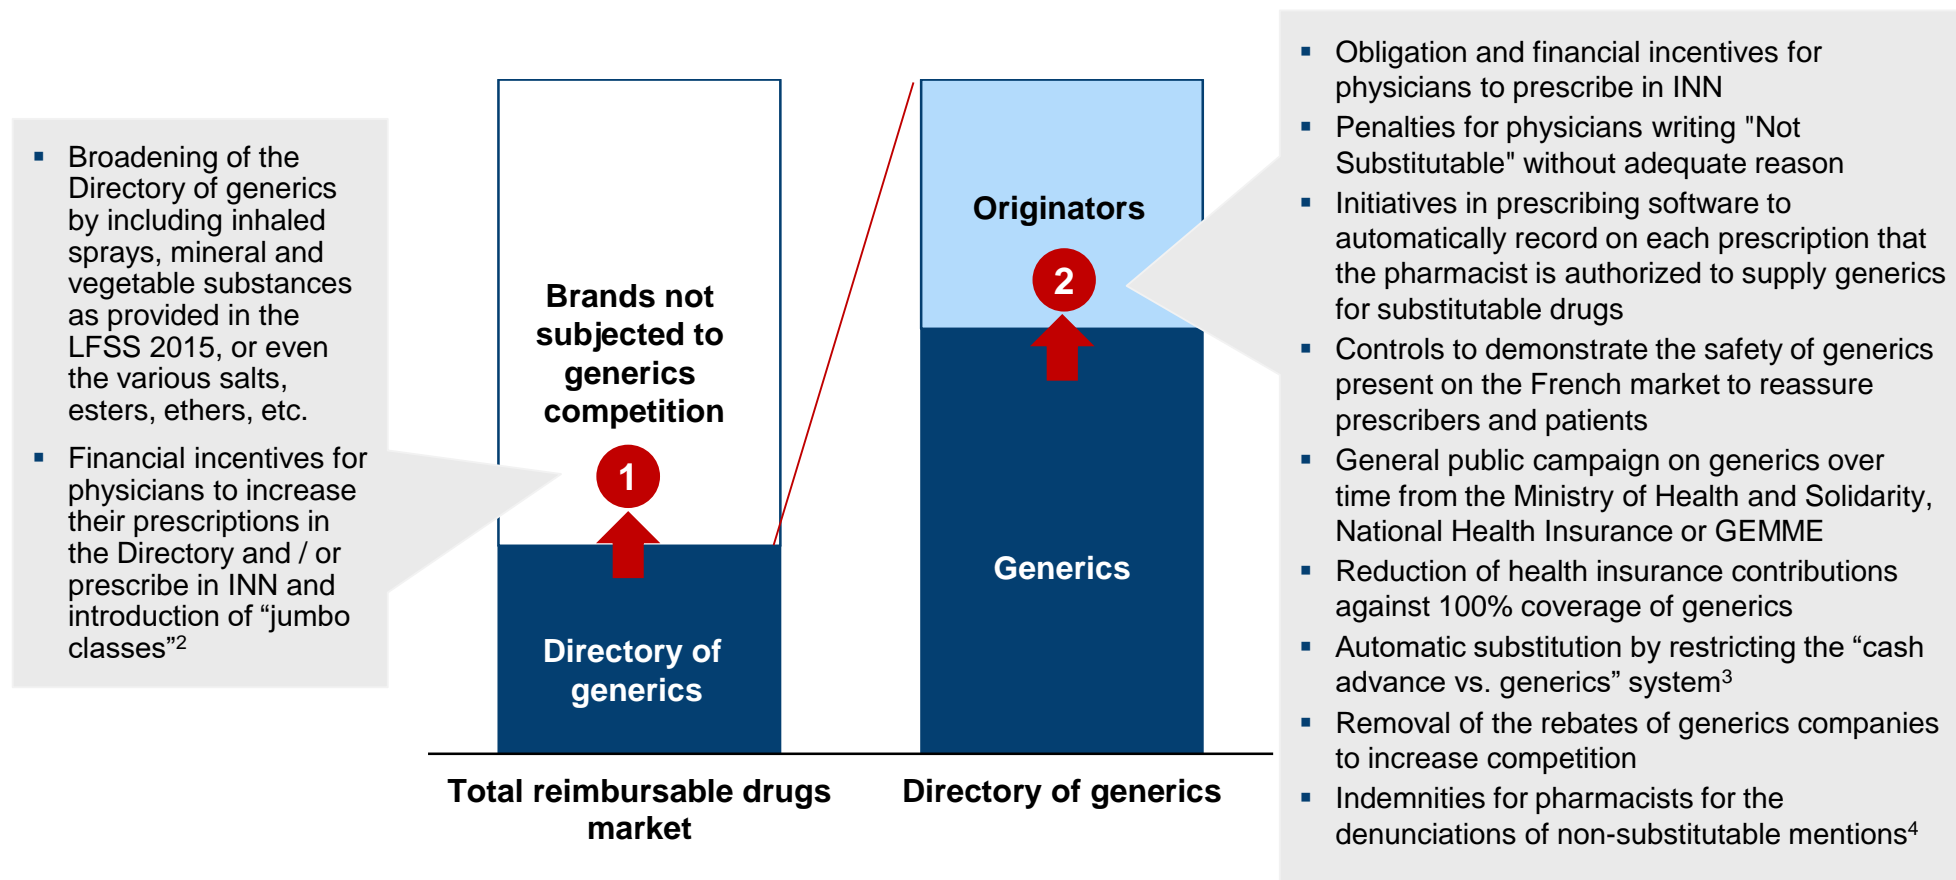 ▪ Broadening of the
Directory of generics
by including inhaled
sprays, mineral and
vegetable substances
as provided in the
LFSS 2015, or even
the various salts,
esters, ethers, etc.
▪ Financial incentives for
physicians to increase
their prescriptions in
the Directory and / or
prescribe in INN and
introduction of “jumbo
classes”²
Brands not
subjected to
generics
competition
1
Directory of
generics
Total reimbursable drugs
market
Originators
2
Generics
Directory of generics
▪ Obligation and financial incentives for
physicians to prescribe in INN
▪ Penalties for physicians writing "Not
Substitutable" without adequate reason
▪ Initiatives in prescribing software to
automatically record on each prescription that
the pharmacist is authorized to supply generics
for substitutable drugs
▪ Controls to demonstrate the safety of generics
present on the French market to reassure
prescribers and patients
▪ General public campaign on generics over
time from the Ministry of Health and Solidarity,
National Health Insurance or GEMME
▪ Reduction of health insurance contributions
against 100% coverage of generics
▪ Automatic substitution by restricting the “cash
advance vs. generics” system³
▪ Removal of the rebates of generics companies
to increase competition
▪ Indemnities for pharmacists for the
denunciations of non-substitutable mentions⁴